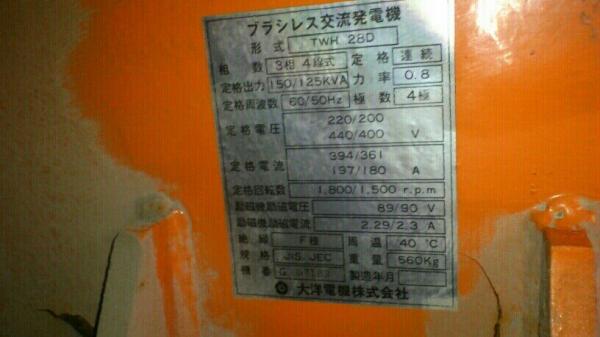 ブラシレス交流発電機
形式 TWH 28D
相数 3相 4線式 定格 連続
定格出力 150/125KVA 力率 0.8
定格周波数 60/50Hz 極数 4極
定格電圧 220/200 440/400 V
定格電流 394/361 197/180 A
定格回転数 1,800/1,500 r.p.m
励磁機励磁電圧 89/90 V
励磁機励磁電流 2.29/2.3 A
絶縁 F種 周温 40℃
規格 JIS, JEC 重量 560Kg
機番 製造年月
大洋電機株式会社